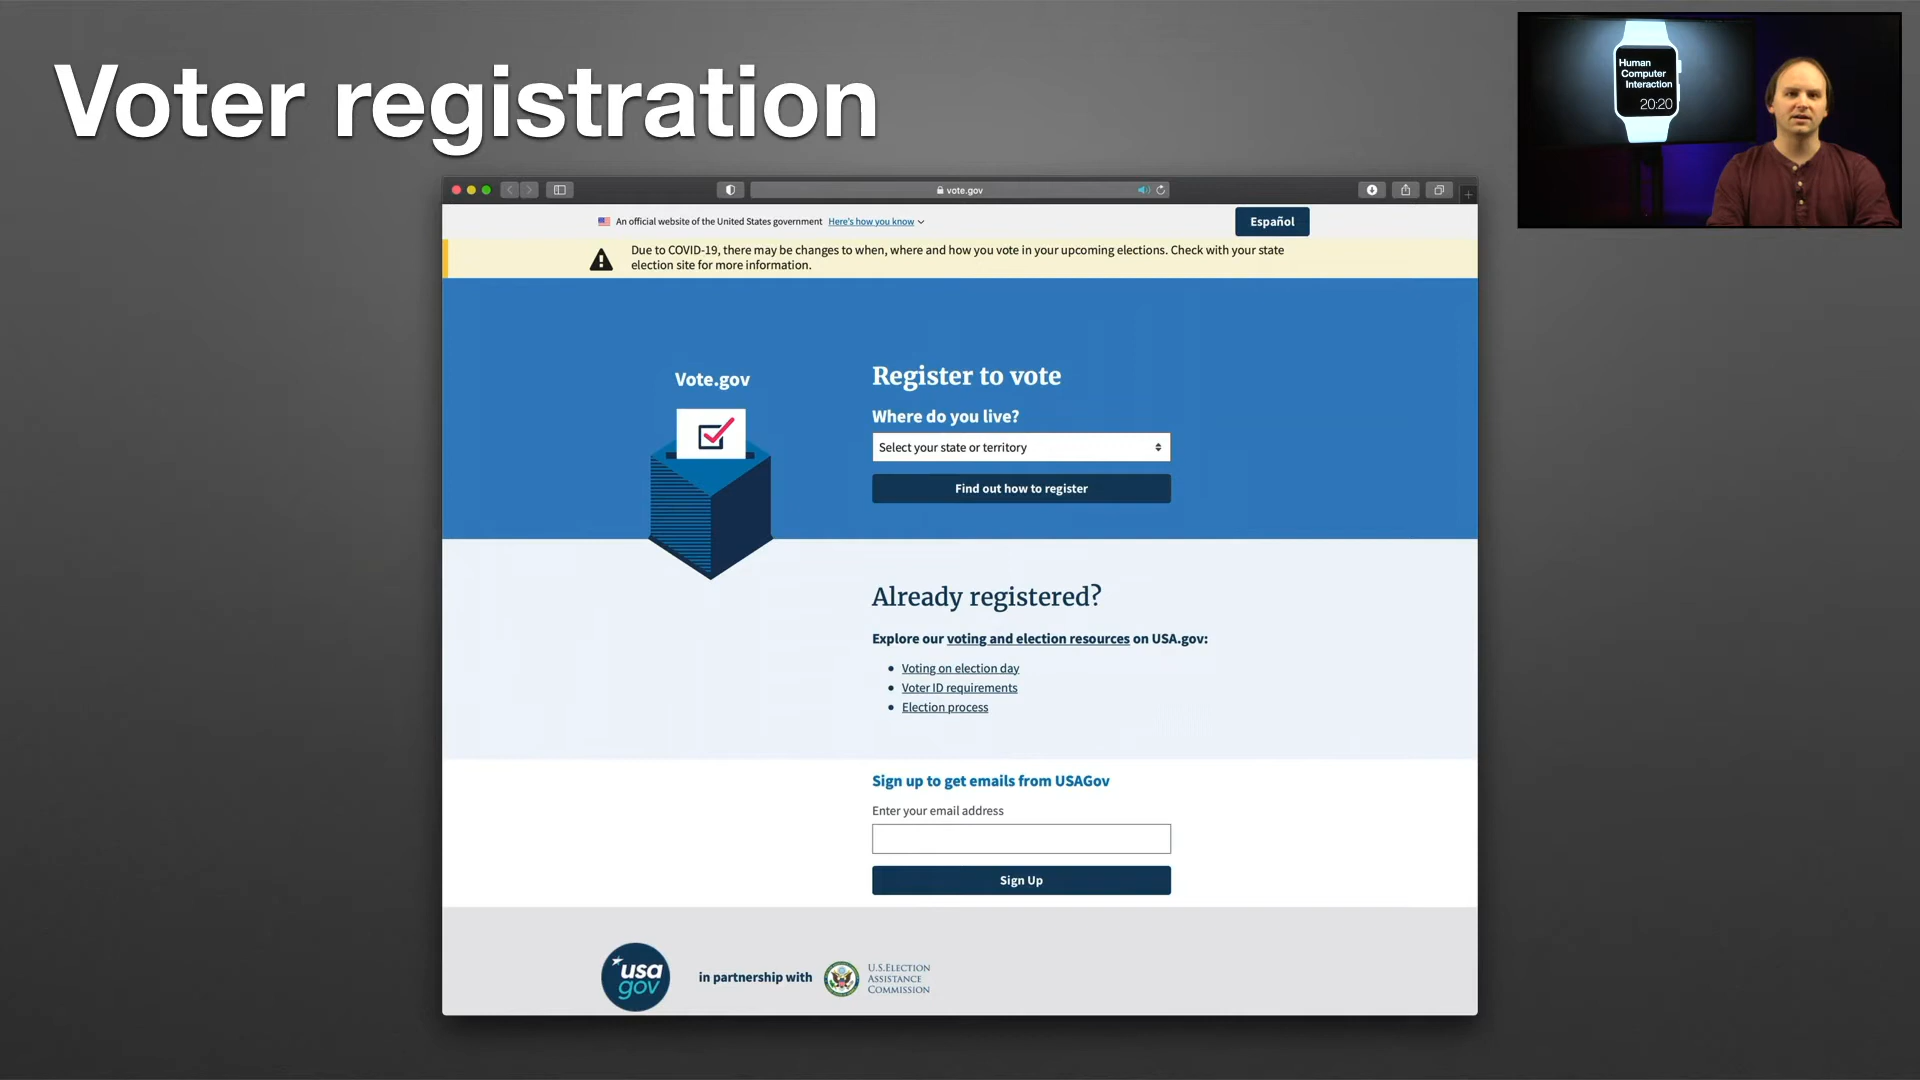 Voter registration
Human
Computer
Interaction
20:20
vote.gov
An official website of the United States government Here's how you know
Español
Due to COVID-19, there may be changes to when, where and how you vote in your upcoming elections. Check with your state
election site for more information.
Vote.gov
Register to vote
Where do you live?
Select your state or territory
Find out how to register
Already registered?
Explore our voting and election resources on USA.gov:
Voting on election day
Voter ID requirements
Election process
Sign up to get emails from USAGov
Enter your email address
Sign Up
usa
gov
in partnership with
U.S.ELECTION
ASSISTANCE
COMMISSION